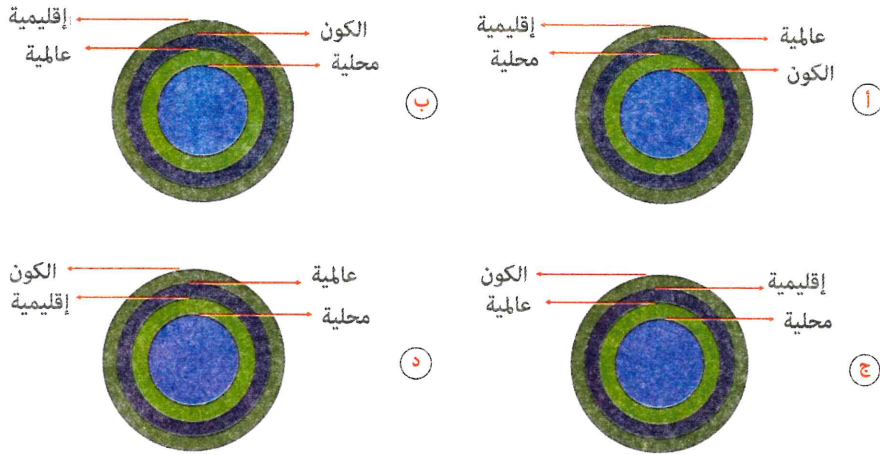 إقليمية
عالمية
محلية
الكون
أ
إقليمية
الكون
عالمية
محلية
ب
الكون
إقليمية
عالمية
محلية
ج
الكون
عالمية
إقليمية
محلية
د